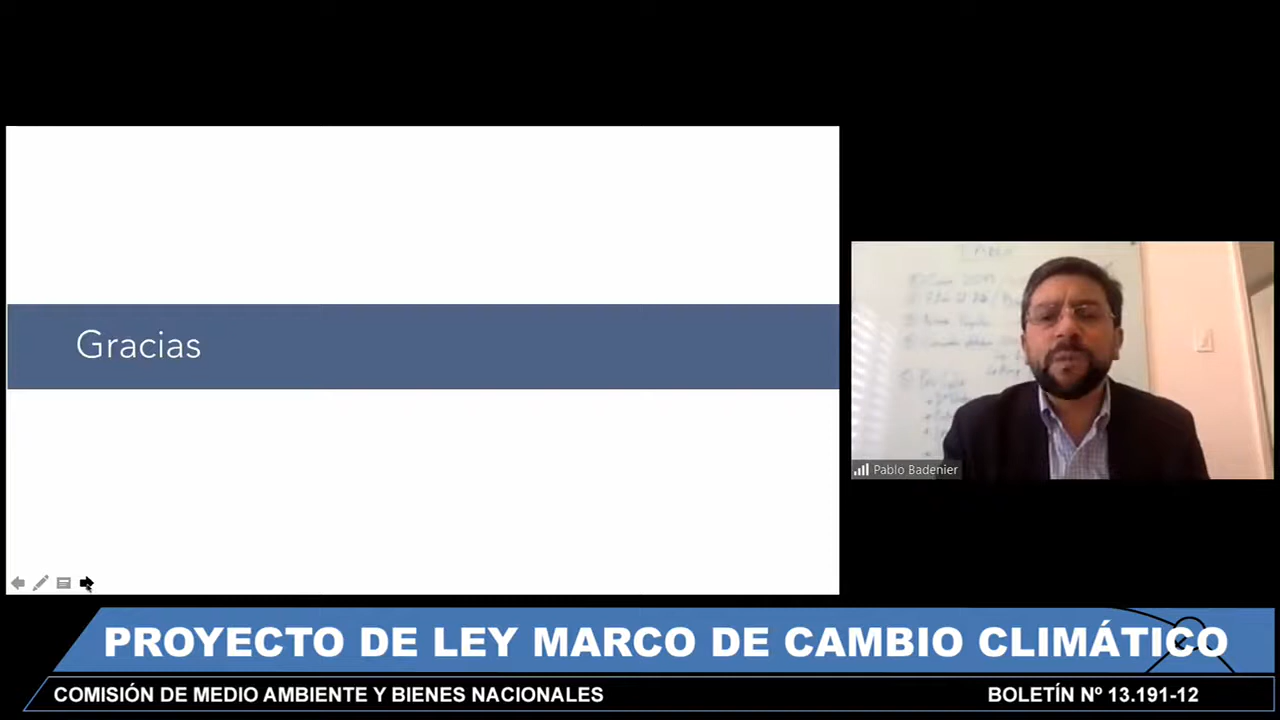 Gracias
Pablo Badenier
PROYECTO DE LEY MARCO DE CAMBIO CLIMÁTICO
COMISIÓN DE MEDIO AMBIENTE Y BIENES NACIONALES
BOLETÍN Nº 13.191-12